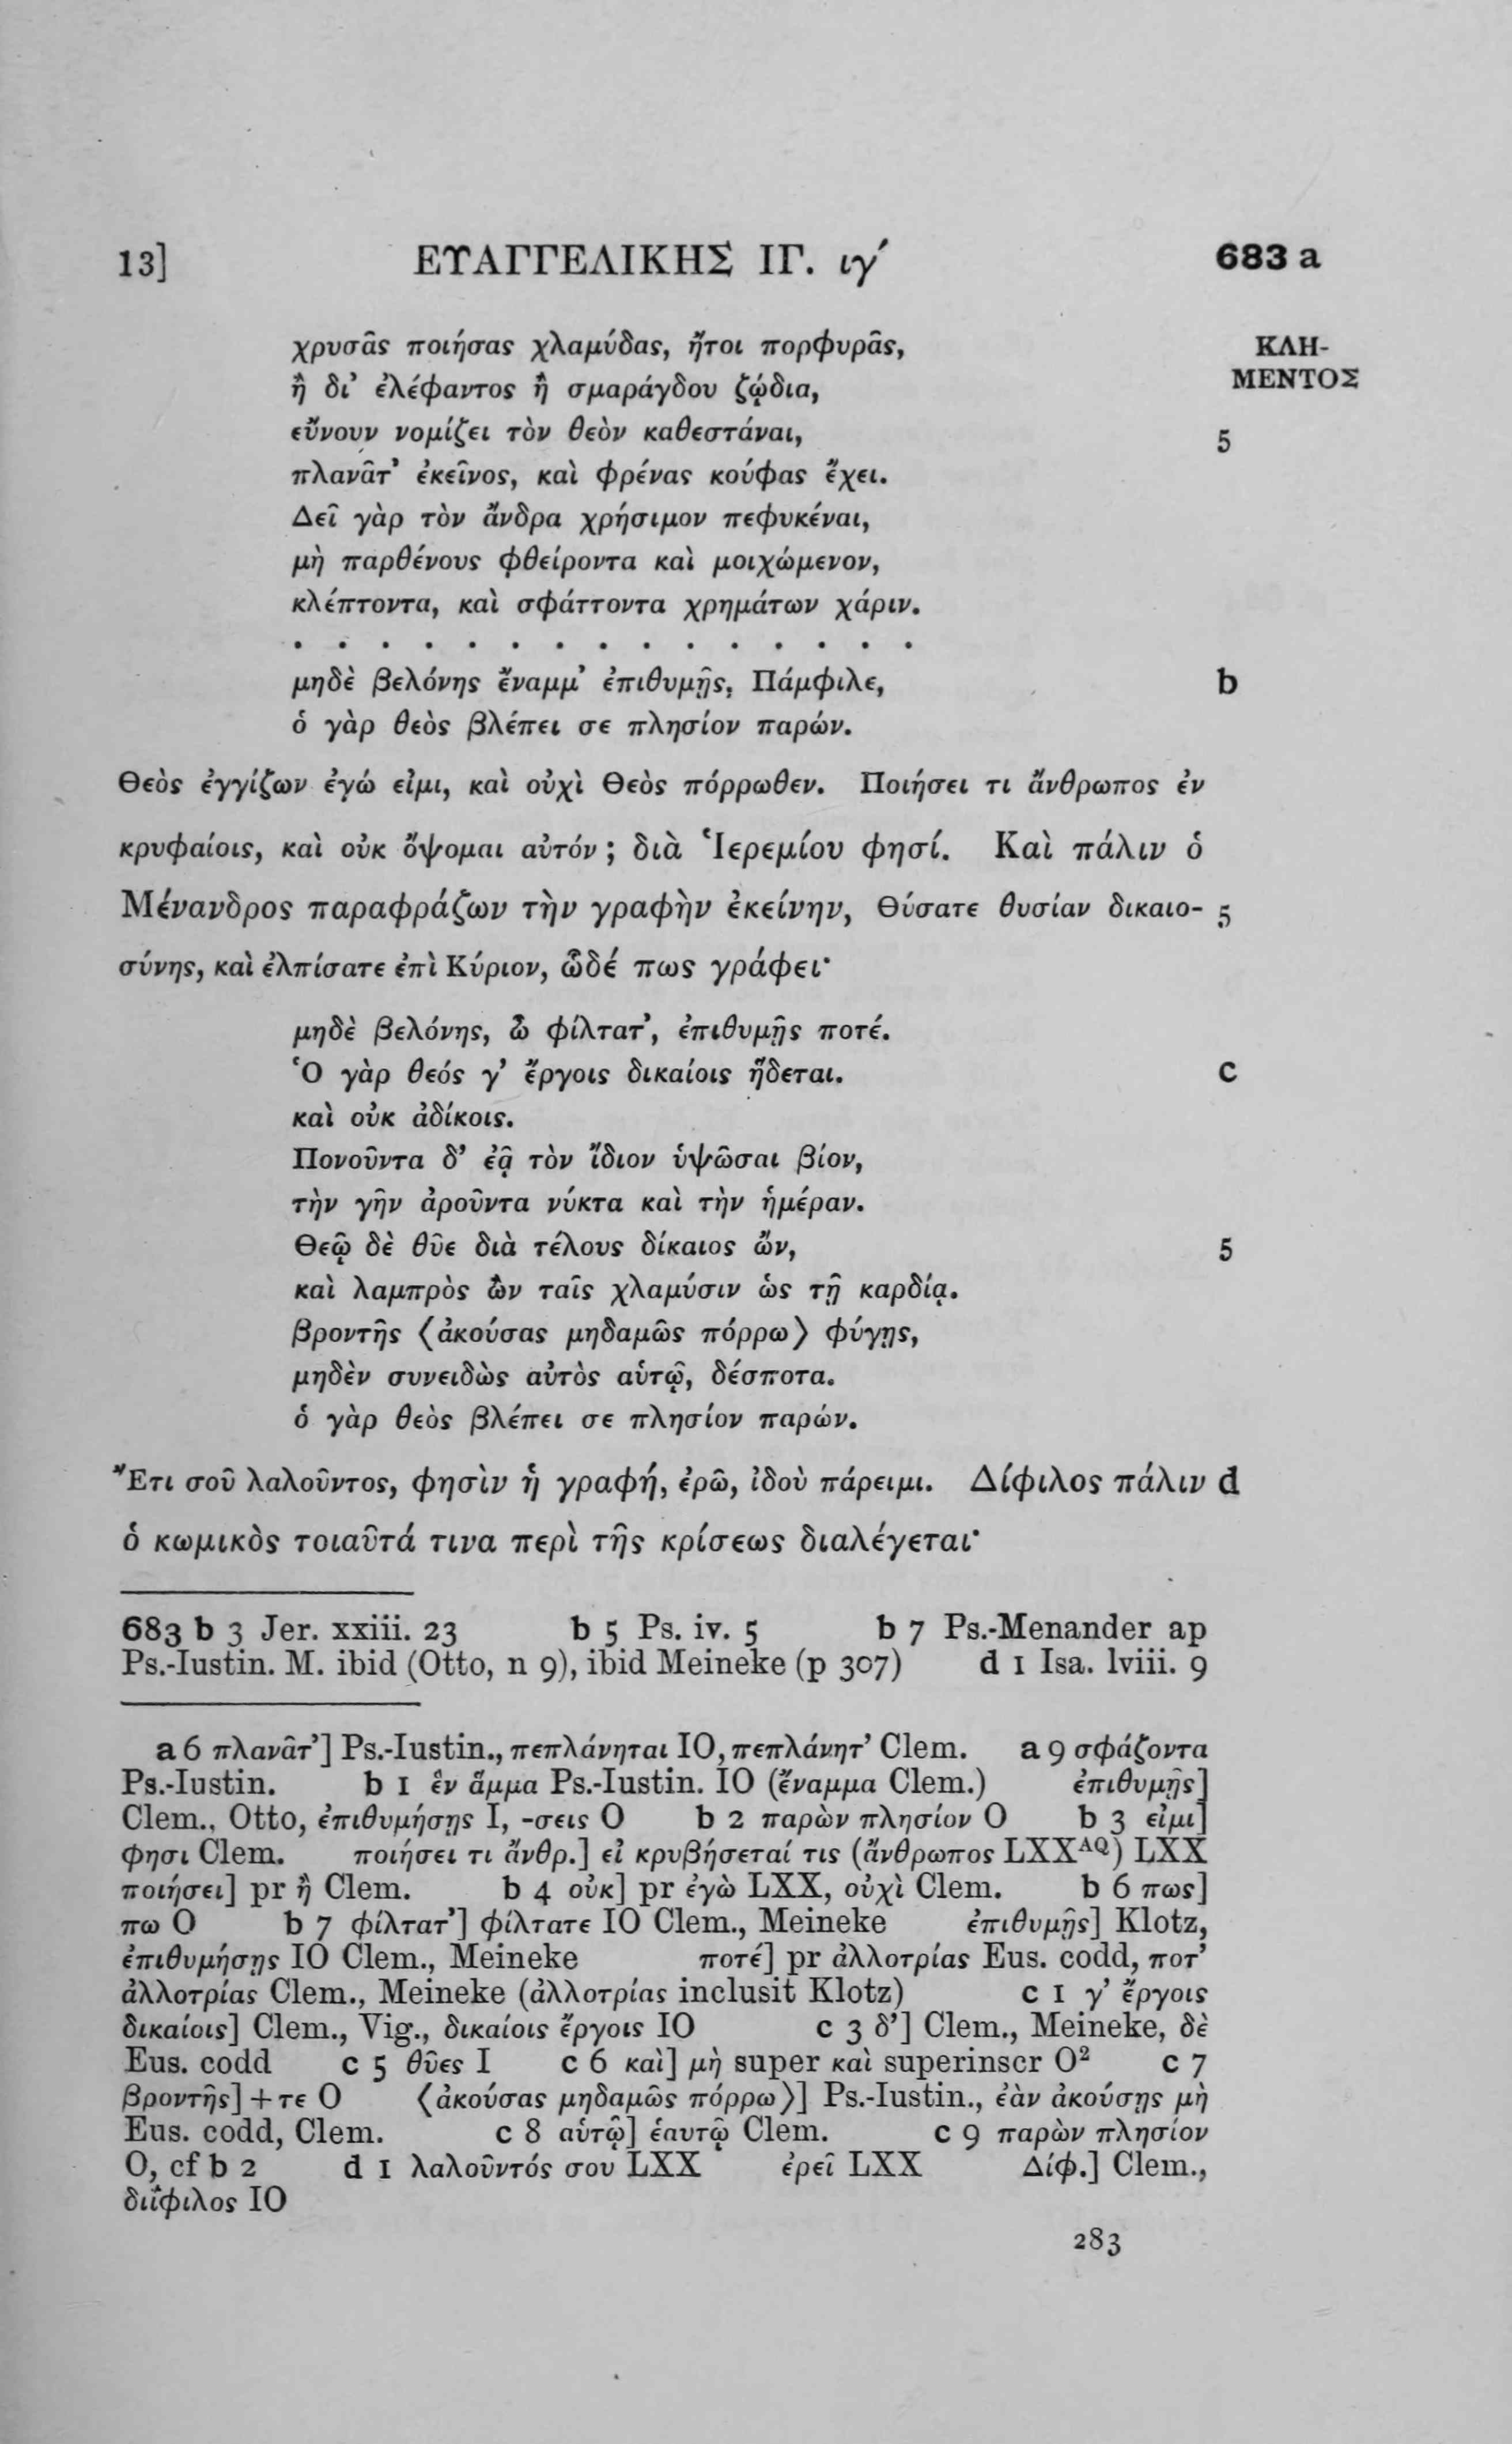 13] ΕΥΑΓΓΕΛΙΚΗΣ ΙΓ. ιγ´ 683 a
χρυσᾶς ποιήσας χλαμύδας, ἤτοι πορφυρᾶς, ΚΛΗ-
ἢ δι’ ἐλέφαντος ἢ σμαράγδου ζῴδια, ΜΕΝΤΟΣ
εὔνουν νομίζει τὸν θεὸν καθεστάναι, 5
πλανᾶτ’ ἐκεῖνος, καὶ φρένας κούφας ἔχει.
Δεῖ γὰρ τὸν ἄνδρα χρήσιμον πεφυκέναι,
μὴ παρθένους φθείροντα καὶ μοιχώμενον,
κλέπτοντα, καὶ σφάττοντα χρημάτων χάριν.
. . . . . . . . . . . . . . .
μηδὲ βελόνης ἔναμμ’ ἐπιθυμῇς, Πάμφιλε, b
ὁ γὰρ θεὸς βλέπει σε πλησίον παρών.
Θεὸς ἐγγίζων ἐγώ εἰμι, καὶ οὐχὶ Θεὸς πόρρωθεν. Ποιήσει τι ἄνθρωπος ἐν
κρυφαίοις, καὶ οὐκ ὄψομαι αὐτόν; διὰ Ἱερεμίου φησί. Καὶ πάλιν ὁ
Μένανδρος παραφράζων τὴν γραφὴν ἐκείνην, Θύσατε θυσίαν δικαιο- 5
σύνης, καὶ ἐλπίσατε ἐπὶ Κύριον, ὧδέ πως γράφει·
μηδὲ βελόνης, ὦ φίλτατ’, ἐπιθυμῇς ποτέ.
Ὁ γὰρ θεός γ’ ἔργοις δικαίοις ἥδεται. c
καὶ οὐκ ἀδίκοις.
Πονοῦντα δ’ ἐᾷ τὸν ἴδιον ὑψῶσαι βίον,
τὴν γῆν ἀροῦντα νύκτα καὶ τὴν ἡμέραν.
Θεῷ δὲ θῦε διὰ τέλους δίκαιος ὤν, 5
καὶ λαμπρὸς ὢν ταῖς χλαμύσιν ὡς τῇ καρδίᾳ.
βροντῆς ⟨ἀκούσας μηδαμῶς πόρρω⟩ φύγῃς,
μηδὲν συνειδὼς αὐτὸς αὑτῷ, δέσποτα.
ὁ γὰρ θεὸς βλέπει σε πλησίον παρών.
Ἔτι σοῦ λαλοῦντος, φησὶν ἡ γραφή, ἐρῶ, ἰδοὺ πάρειμι. Δίφιλος πάλιν d
ὁ κωμικὸς τοιαῦτά τινα περὶ τῆς κρίσεως διαλέγεται·
683 b 3 Jer. xxiii. 23 b 5 Ps. iv. 5 b 7 Ps.-Menander ap
Ps.-Iustin. M. ibid (Otto, n 9), ibid Meineke (p 307) d 1 Isa. lviii. 9
a 6 πλανᾶτ’] Ps.-Iustin., πεπλάνηται IO, πεπλάνητ’ Clem. a 9 σφάζοντα
Ps.-Iustin. b 1 ἓν ἅμμα Ps.-Iustin. IO (ἔναμμα Clem.) ἐπιθυμῇς]
Clem., Otto, ἐπιθυμήσῃς I, -σεις O b 2 παρὼν πλησίον O b 3 εἰμι]
φησι Clem. ποιήσει τι ἄνθρ.] εἰ κρυβήσεταί τις (ἄνθρωπος LXXᴬQ) LXX
ποιήσει] pr ἢ Clem. b 4 οὐκ] pr ἐγὼ LXX, οὐχὶ Clem. b 6 πως]
πω O b 7 φίλτατ’] φίλτατε IO Clem., Meineke ἐπιθυμῇς] Klotz,
ἐπιθυμήσῃς IO Clem., Meineke ποτέ] pr ἀλλοτρίας Eus. codd, ποτ’
ἀλλοτρίας Clem., Meineke (ἀλλοτρίας inclusit Klotz) c 1 γ’ ἔργοις
δικαίοις] Clem., Vig., δικαίοις ἔργοις IO c 3 δ’] Clem., Meineke, δὲ
Eus. codd c 5 θῦες I c 6 καὶ] μὴ super καὶ superinscr O² c 7
βροντῆς] + τε O ⟨ἀκούσας μηδαμῶς πόρρω⟩] Ps.-Iustin., ἐὰν ἀκούσῃς μὴ
Eus. codd, Clem. c 8 αὑτῷ] ἑαυτῷ Clem. c 9 παρὼν πλησίον
O, cf b 2 d 1 λαλοῦντός σου LXX ἐρεῖ LXX Δίφ.] Clem.,
διΐφιλος IO
283